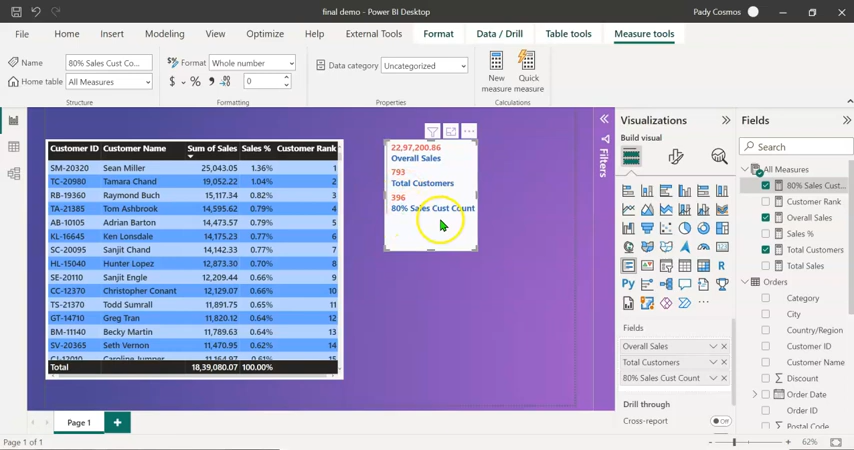 final demo - Power BI Desktop
Pady Cosmos
File Home Insert Modeling View Optimize Help External Tools Format Data / Drill Table tools Measure tools
Name 80% Sales Cust Co...
Home table All Measures
Structure
Format Whole number
$ % 0
Formatting
Data category Uncategorized
Properties
New measure
Quick measure
Calculations
Customer ID Customer Name Sum of Sales Sales % Customer Rank
SM-20320 Sean Miller 25,043.05 1.36% 1
TC-20980 Tamara Chand 19,052.22 1.04% 2
RB-19360 Raymond Buch 15,117.34 0.82% 3
TA-21385 Tom Ashbrook 14,595.62 0.79% 4
AB-10105 Adrian Barton 14,473.57 0.79% 5
KL-16645 Ken Lonsdale 14,175.23 0.77% 6
SC-20095 Sanjit Chand 14,142.33 0.77% 7
HL-15040 Hunter Lopez 12,873.30 0.70% 8
SE-20110 Sanjit Engle 12,209.44 0.66% 9
CC-12370 Christopher Conant 12,129.07 0.66% 10
TS-21370 Todd Sumrall 11,891.75 0.65% 11
GT-14710 Greg Tran 11,820.12 0.64% 12
BM-11140 Becky Martin 11,789.63 0.64% 13
SV-20365 Seth Vernon 11,470.95 0.62% 14
CJ-12010 Caroline Jumper 11,164.97 0.61% 15
Total 18,39,080.07 100.00%
22,97,200.86
Overall Sales
793
Total Customers
396
80% Sales Cust Count
Filters
Visualizations
Build visual
R
Py
Fields
Overall Sales
Total Customers
80% Sales Cust Count
Drill through
Cross-report Off
Fields
Search
All Measures
80% Sales Cust...
Customer Rank
Overall Sales
Sales %
Total Customers
Total Sales
Orders
Category
City
Country/Region
Customer ID
Customer Name
Discount
Order Date
Order ID
Postal Code
Page 1
Page 1 of 1
62%